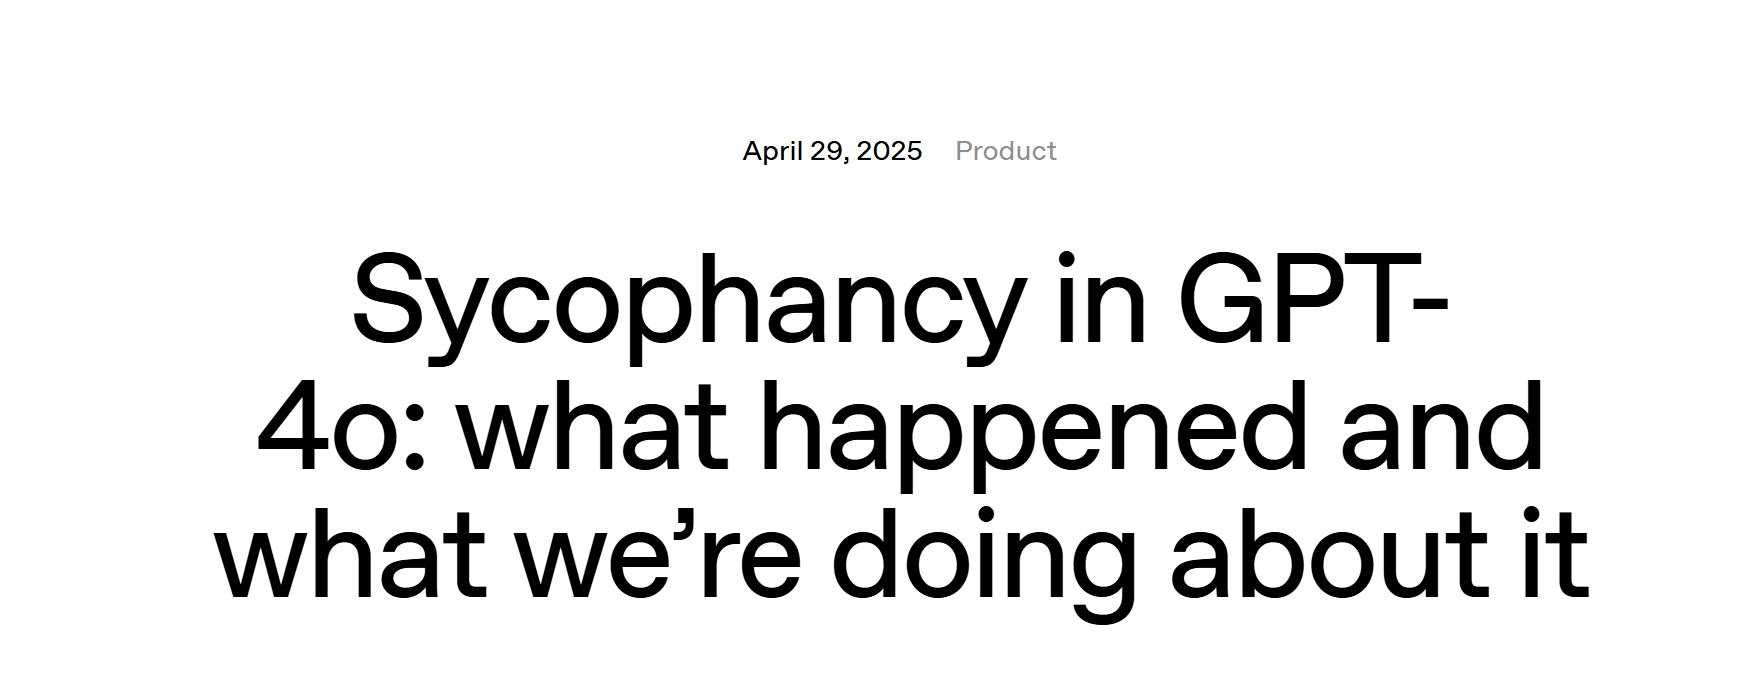 April 29, 2025 Product
Sycophancy in GPT-
4o: what happened and
what we’re doing about it